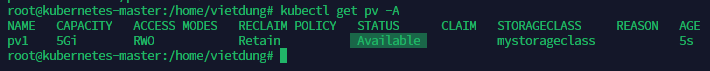 root@kubernetes-master:/home/vietdung# kubectl get pv -A
NAME CAPACITY ACCESS MODES RECLAIM POLICY STATUS CLAIM STORAGECLASS REASON AGE
pv1 5Gi RWO Retain Available mystorageclass 5s
root@kubernetes-master:/home/vietdung#